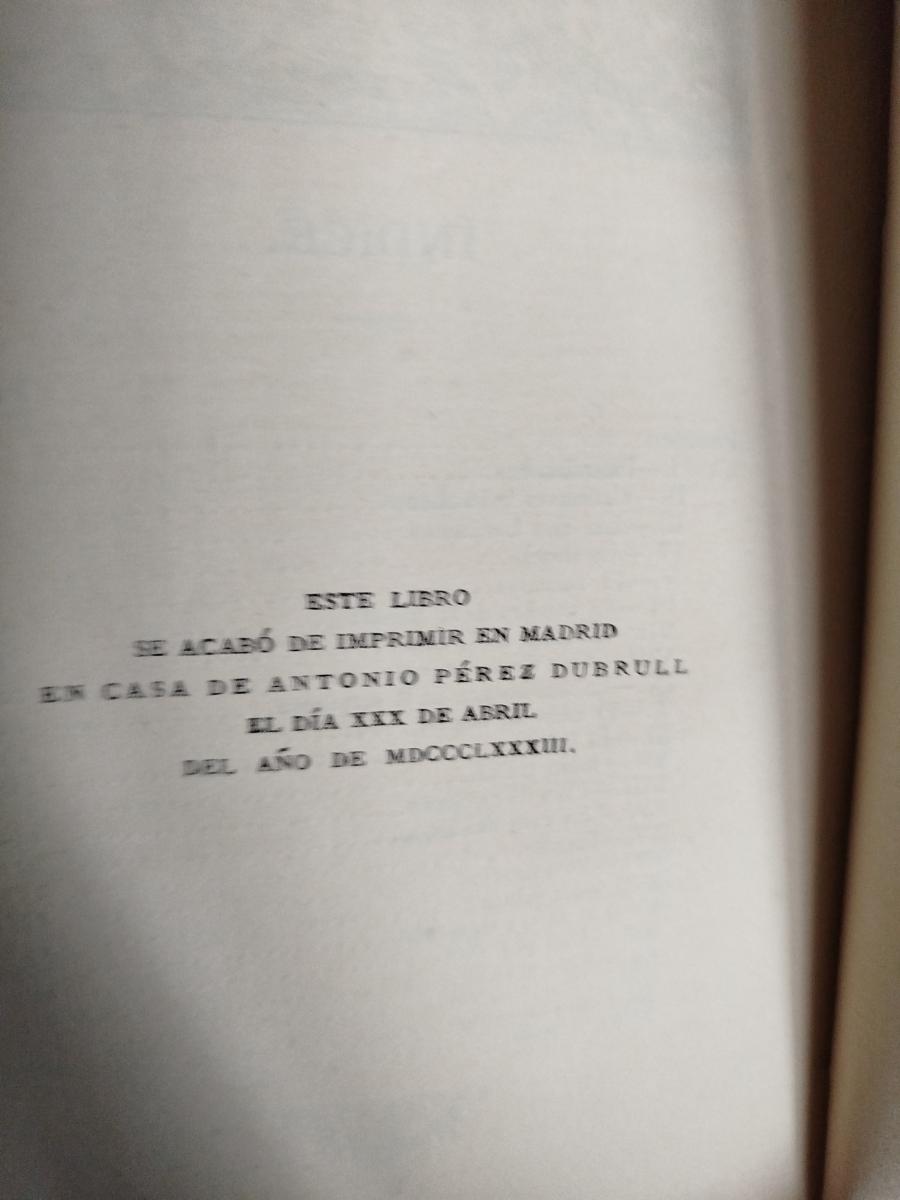 ESTE LIBRO
SE ACABÓ DE IMPRIMIR EN MADRID
EN CASA DE ANTONIO PÉREZ DUBRULL
EL DÍA XXX DE ABRIL
DEL AÑO DE MDCCCLXXXIII.